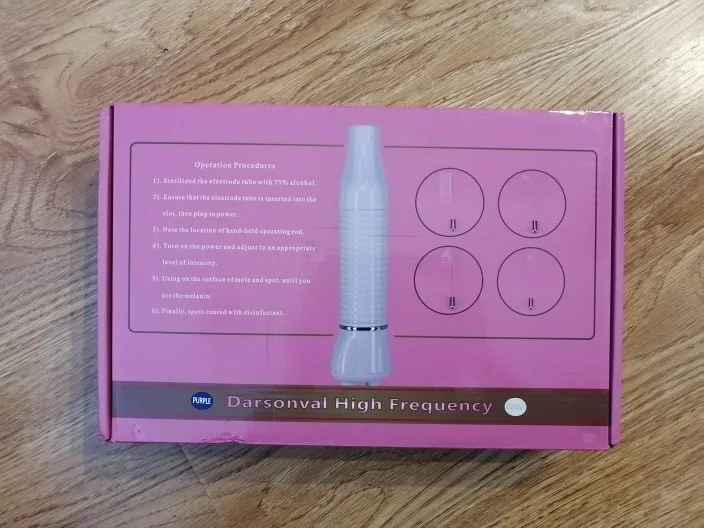 Operation Procedures
1). Sterilized the electrode tube with 75% alcohol.
2). Ensure that the electrode tube is inserted into the
slot, then plug in power.
3). Note the location of hand-held operating rod.
4). Turn on the power and adjust to an appropriate
level of intensity.
5). Using on the surface of mole and spot, until you
see the melanin.
6). Finally, spots coated with disinfectant.
PURPLE
Darsonval High Frequency